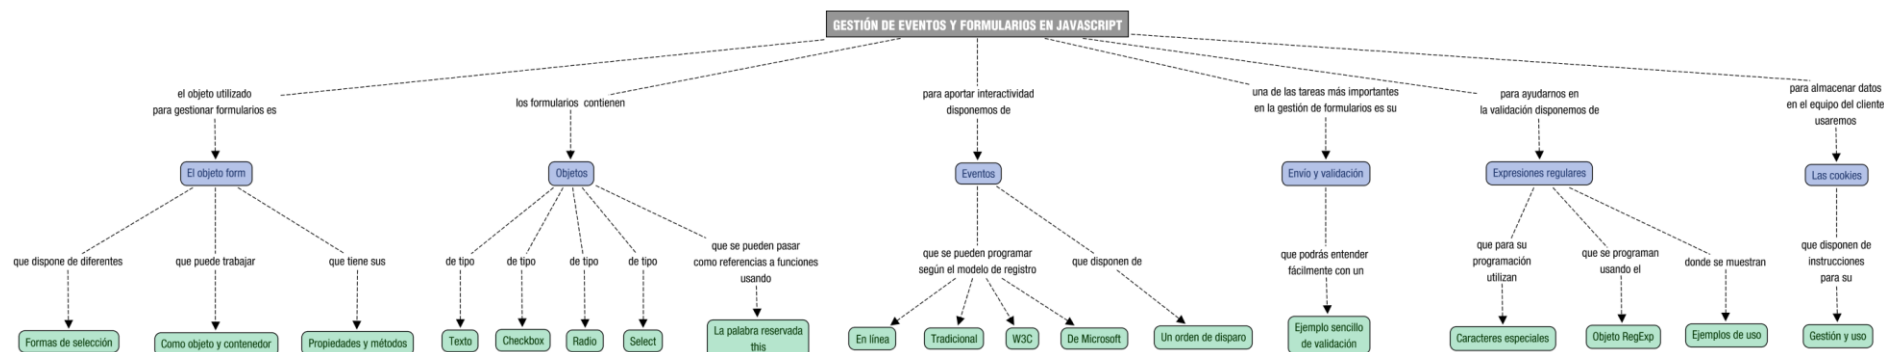 GESTIÓN DE EVENTOS Y FORMULARIOS EN JAVASCRIPT
el objeto utilizado
para gestionar formularios es
los formularios contienen
para aportar interactividad
disponemos de
una de las tareas más importantes
en la gestión de formularios es su
para ayudarnos en
la validación disponemos de
para almacenar datos
en el equipo del cliente
usaremos
El objeto form
Objetos
Eventos
Envío y validación
Expresiones regulares
Las cookies
que dispone de diferentes
que puede trabajar
que tiene sus
de tipo
de tipo
de tipo
de tipo
que se pueden pasar
como referencias a funciones
usando
que se pueden programar
según el modelo de registro
que disponen de
que podrás entender
fácilmente con un
que para su
programación
utilizan
que se programan
usando el
donde se muestran
que disponen de
instrucciones
para su
Formas de selección
Como objeto y contenedor
Propiedades y métodos
Texto
Checkbox
Radio
Select
La palabra reservada
this
En línea
Tradicional
W3C
De Microsoft
Un orden de disparo
Ejemplo sencillo
de validación
Caracteres especiales
Objeto RegExp
Ejemplos de uso
Gestión y uso